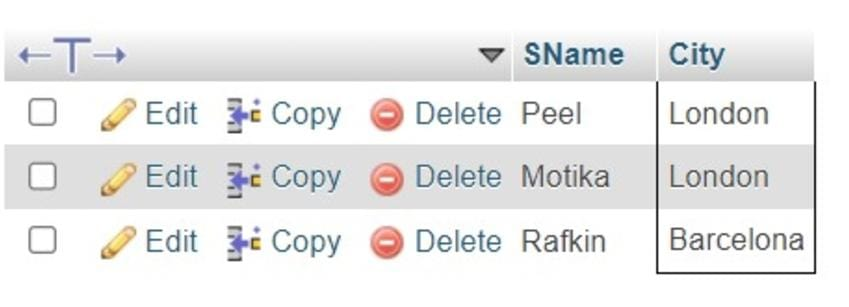 SName City
Edit Copy Delete Peel London
Edit Copy Delete Motika London
Edit Copy Delete Rafkin Barcelona